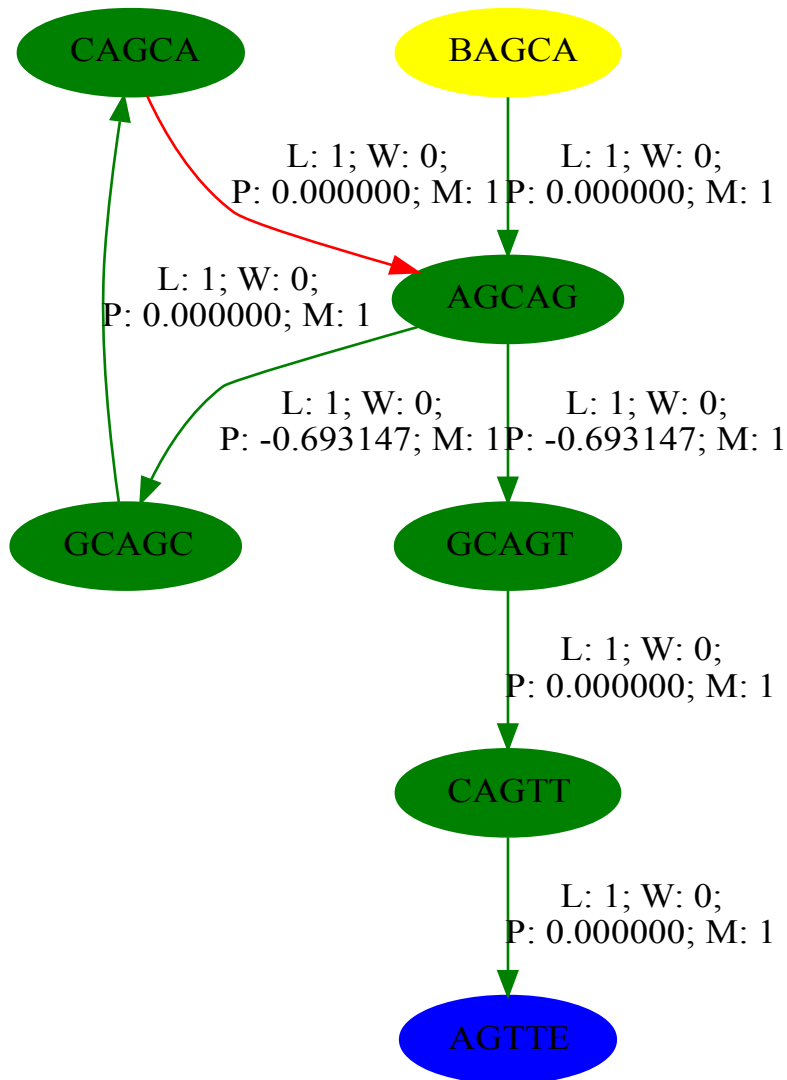 CAGCA
BAGCA
L: 1; W: 0;
P: 0.000000; M: 1
L: 1; W: 0;
P: 0.000000; M: 1
L: 1; W: 0;
P: 0.000000; M: 1
AGCAG
L: 1; W: 0;
P: -0.693147; M: 1
L: 1; W: 0;
P: -0.693147; M: 1
GCAGC
GCAGT
L: 1; W: 0;
P: 0.000000; M: 1
CAGTT
L: 1; W: 0;
P: 0.000000; M: 1
AGTTE